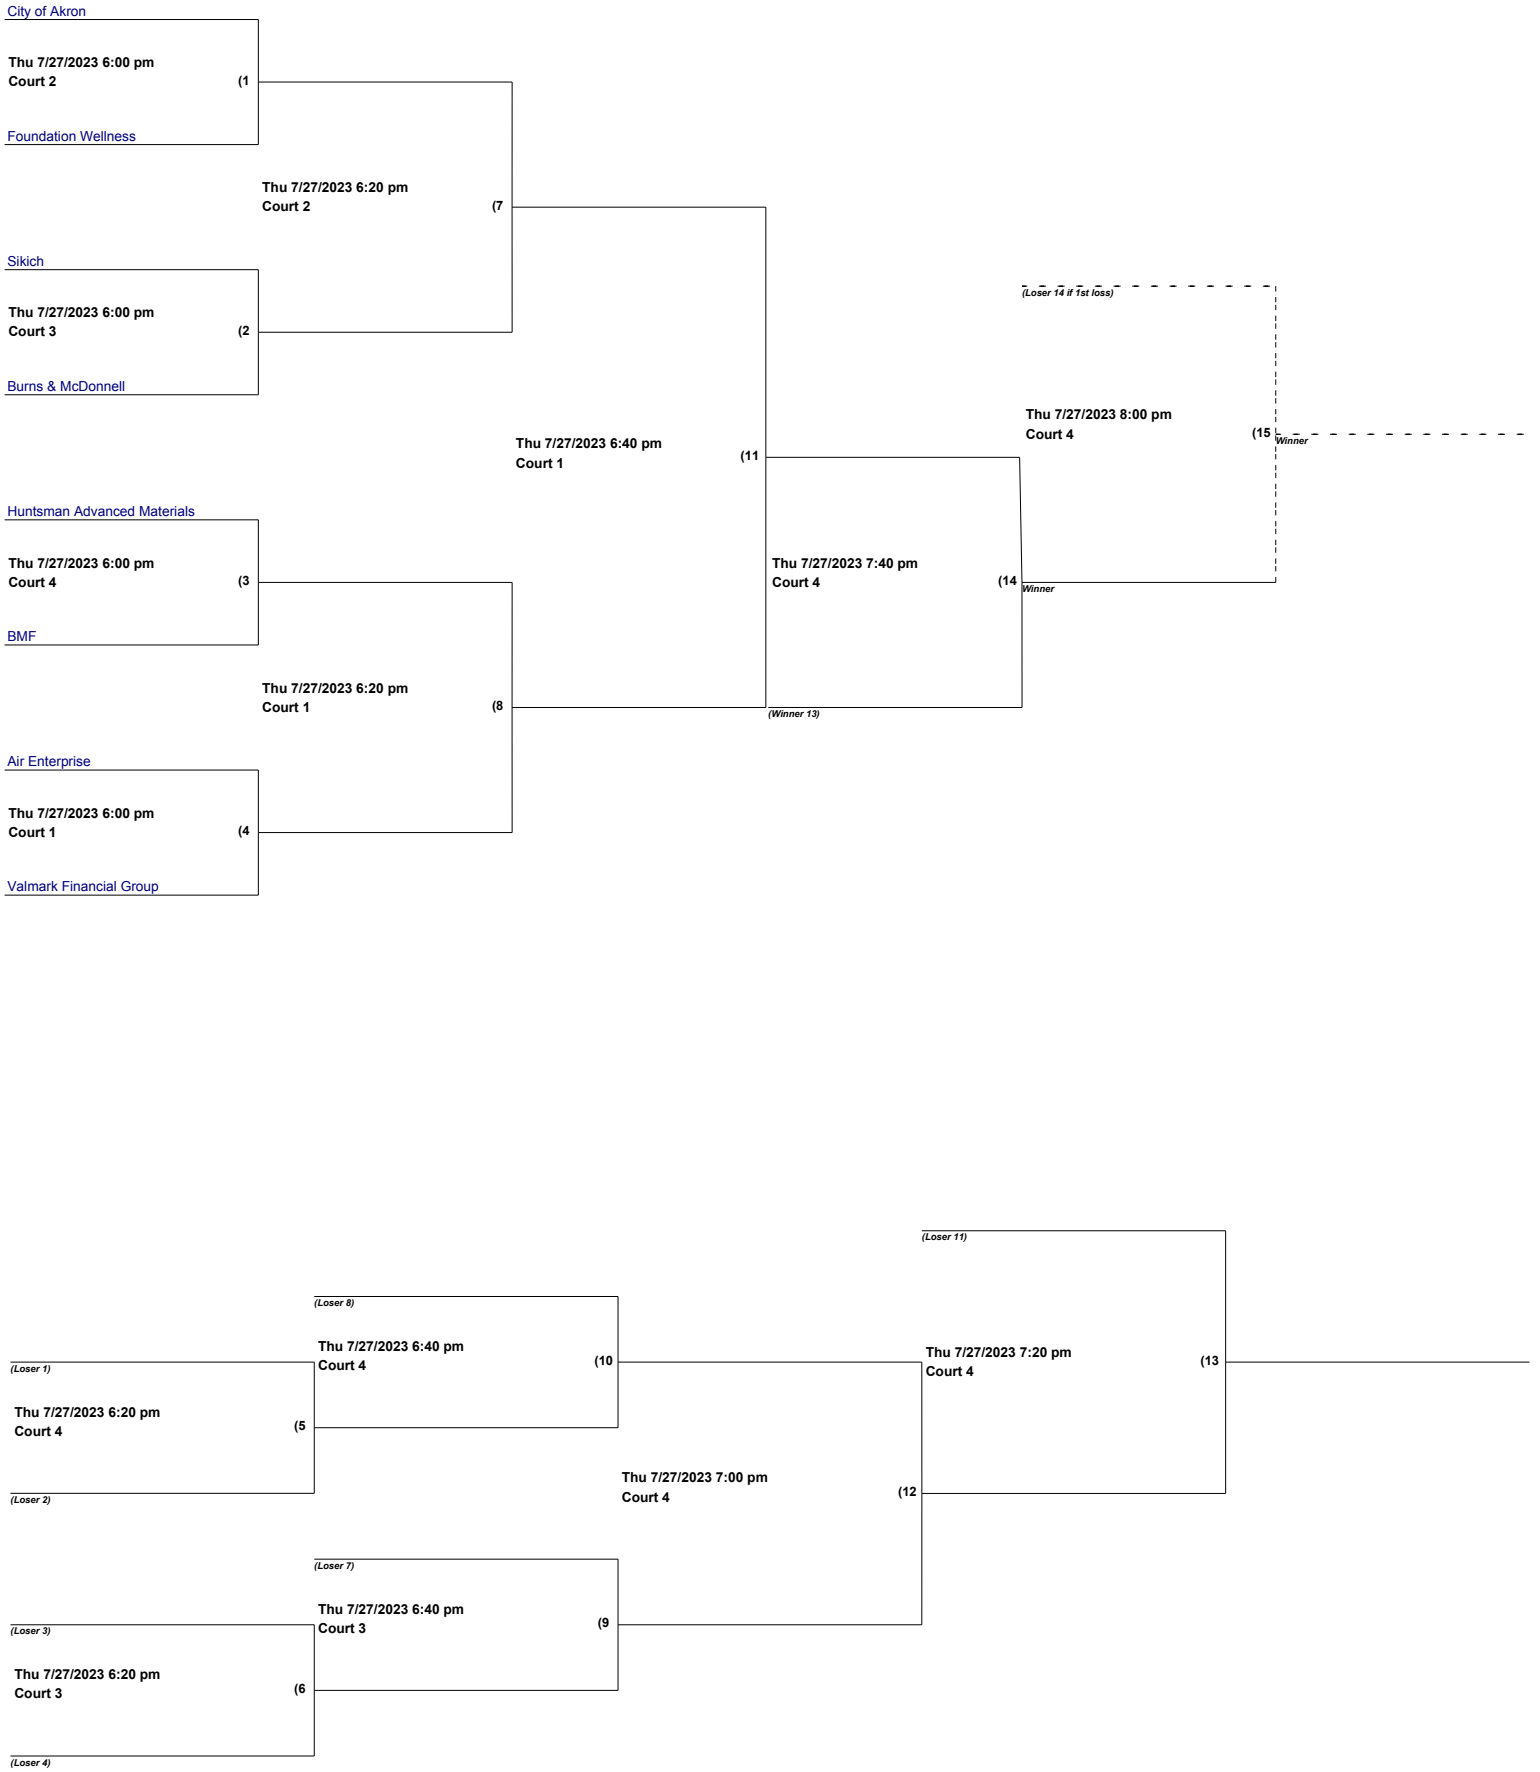 City of Akron
Thu 7/27/2023 6:00 pm
Court 2
(1
Foundation Wellness
Thu 7/27/2023 6:20 pm
Court 2
(7
Sikich
Thu 7/27/2023 6:00 pm
Court 3
(2
Burns & McDonnell
(Loser 14 if 1st loss)
Thu 7/27/2023 8:00 pm
Court 4
(15
Winner
Thu 7/27/2023 6:40 pm
Court 1
(11
Huntsman Advanced Materials
Thu 7/27/2023 6:00 pm
Court 4
(3
BMF
Thu 7/27/2023 7:40 pm
Court 4
(14
Winner
Thu 7/27/2023 6:20 pm
Court 1
(8
(Winner 13)
Air Enterprise
Thu 7/27/2023 6:00 pm
Court 1
(4
Valmark Financial Group
(Loser 11)
(Loser 8)
Thu 7/27/2023 6:40 pm
Court 4
(10
Thu 7/27/2023 7:20 pm
Court 4
(13
(Loser 1)
Thu 7/27/2023 6:20 pm
Court 4
(5
(Loser 2)
Thu 7/27/2023 7:00 pm
Court 4
(12
(Loser 7)
Thu 7/27/2023 6:40 pm
Court 3
(9
(Loser 3)
Thu 7/27/2023 6:20 pm
Court 3
(6
(Loser 4)